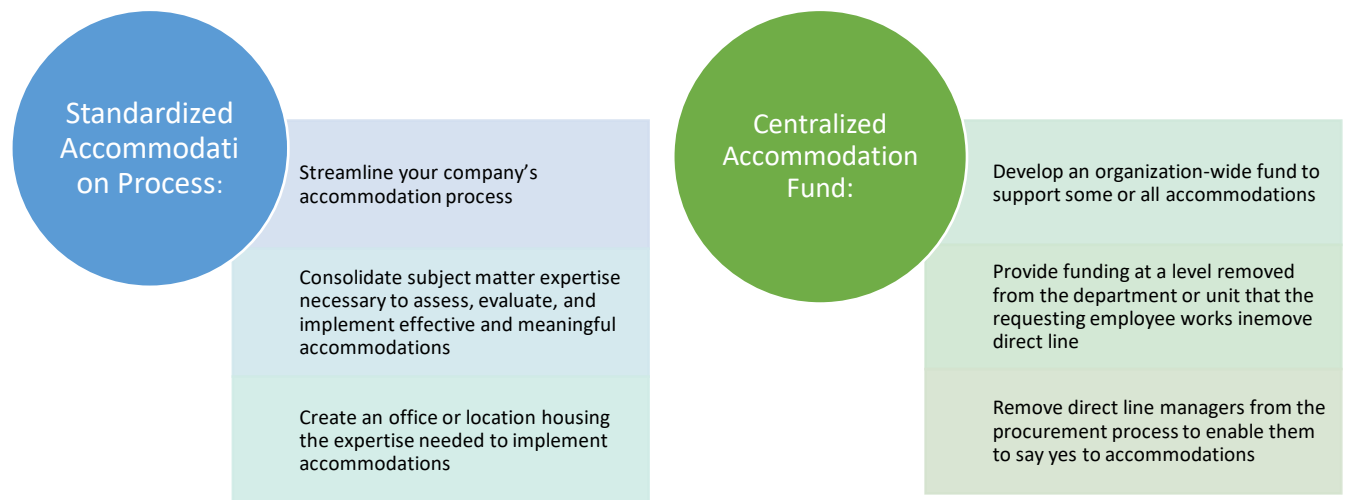 Standardized
Accommodati
on Process:
Streamline your company's
accommodation process
Consolidate subject matter expertise
necessary to assess, evaluate, and
implement effective and meaningful
accommodations
Create an office or location housing
the expertise needed to implement
accommodations
Centralized
Accommodation
Fund:
Develop an organization-wide fund to
support some or all accommodations
Provide funding at a level removed
from the department or unit that the
requesting employee works inemove
direct line
Remove direct line managers from the
procurement process to enable them
to say yes to accommodations